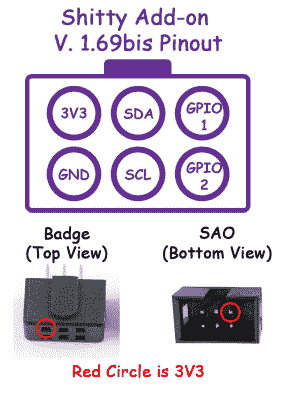 Shitty Add-on
V. 1.69bis Pinout
3V3 SDA GPIO 1
GND SCL GPIO 2
Badge
(Top View)
SAO
(Bottom View)
Red Circle is 3V3